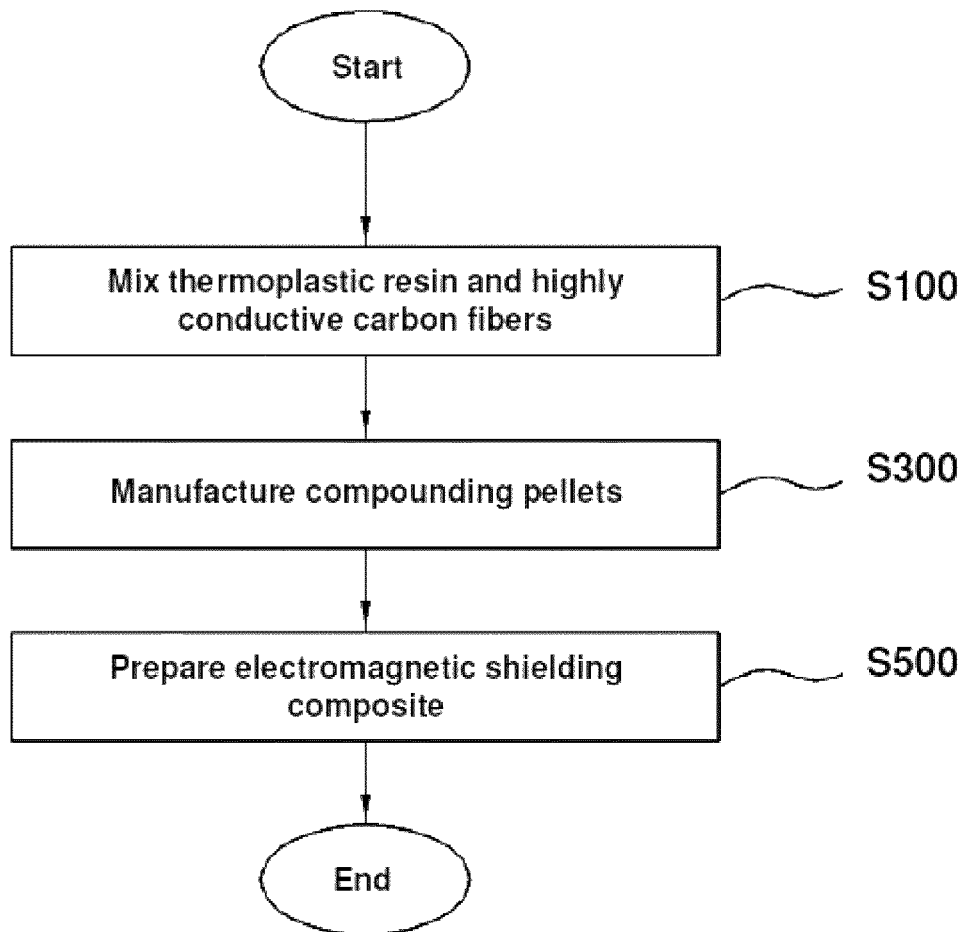 Start
Mix thermoplastic resin and highly
conductive carbon fibers
S100
Manufacture compounding pellets
S300
Prepare electromagnetic shielding
composite
S500
End